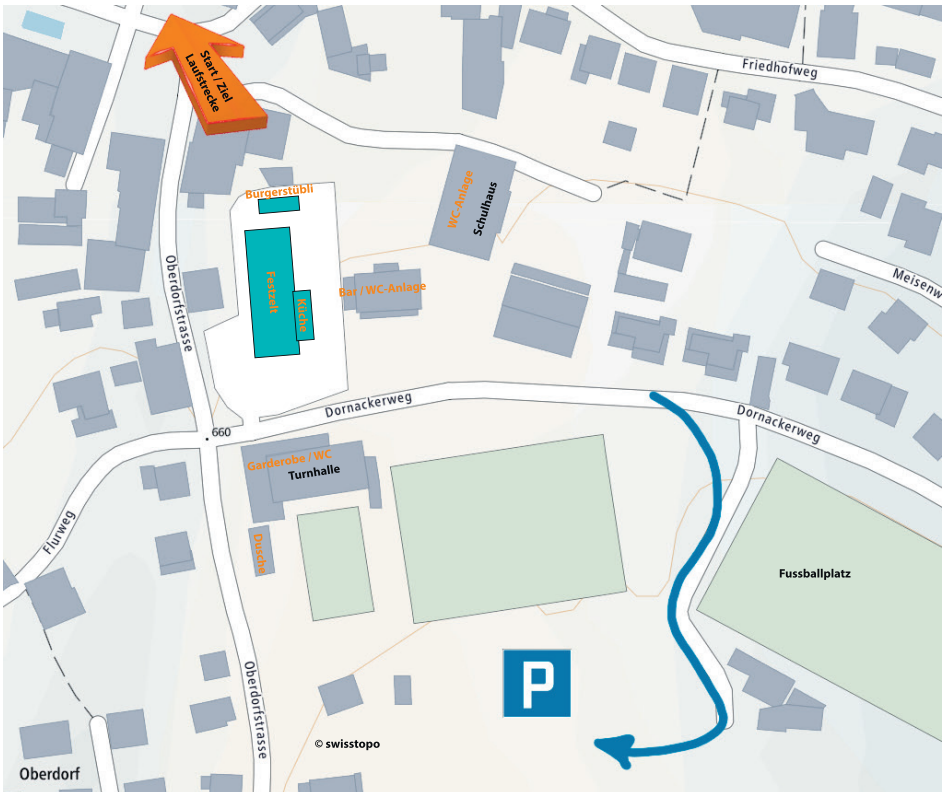 Start / Ziel
Laufstrecke
Friedhofweg
Burgerstübli
WC-Anlage
Schulhaus
Oberdorfstrasse
Festzelt
Küche
Bar / WC-Anlage
Meisenw
Dornackerweg
Dornackerweg
660
Garderobe / WC
Turnhalle
Flurweg
Dusche
Fussballplatz
P
Oberdorfstrasse
© swisstopo
Oberdorf